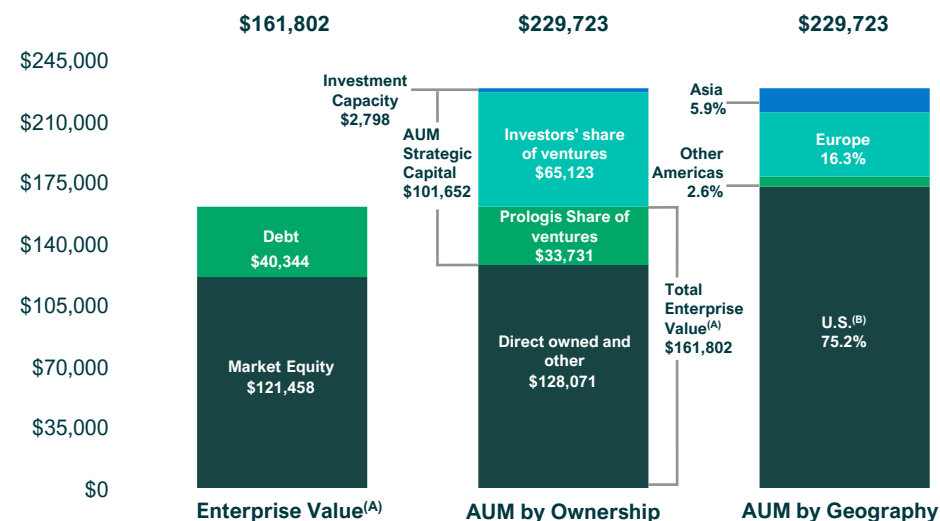 $161,802
$229,723
$229,723
$245,000
$210,000
$175,000
$140,000
$105,000
$70,000
$35,000
$0
Debt
$40,344
Market Equity
$121,458
Enterprise Value(A)
Investment
Capacity
$2,798
AUM
Strategic
Capital
$101,652
Investors' share
of ventures
$65,123
Prologis Share of
ventures
$33,731
Direct owned and
other
$128,071
Total
Enterprise
Value(A)
$161,802
AUM by Ownership
Asia
5.9%
Europe
16.3%
Other
Americas
2.6%
U.S.(B)
75.2%
AUM by Geography